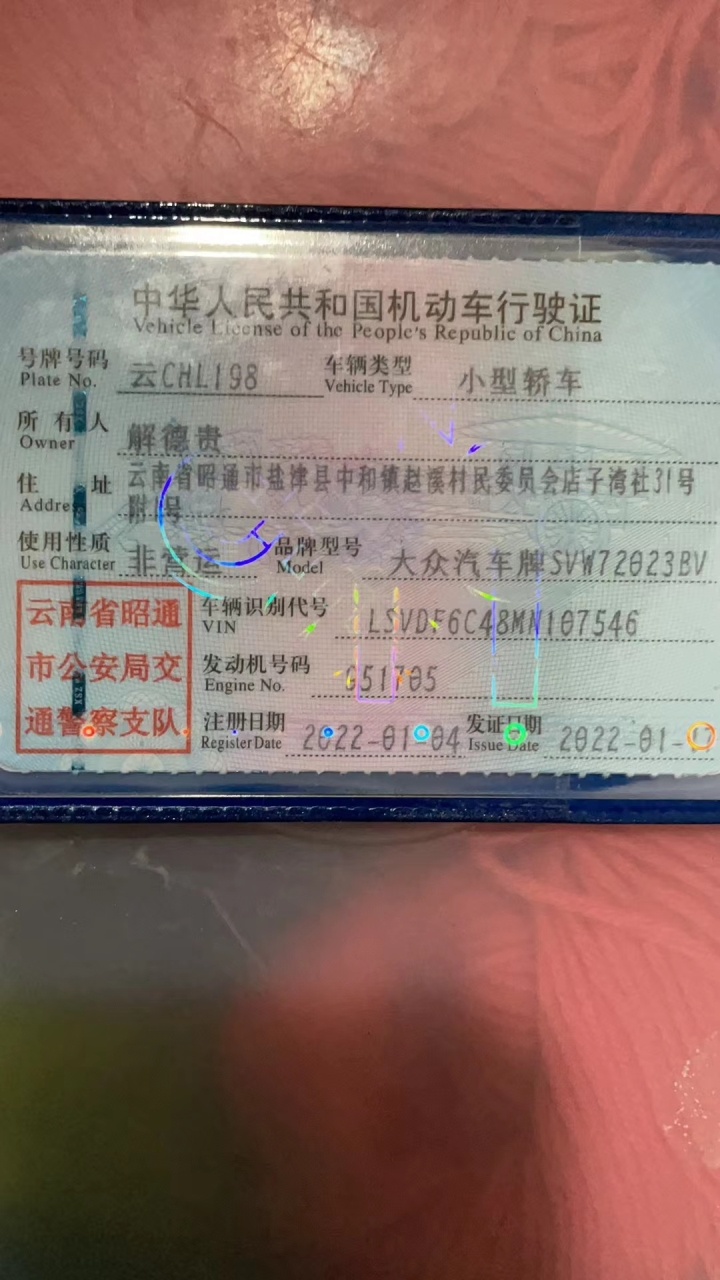 中华人民共和国机动车行驶证
Vehicle License of the People's Republic of China
号牌号码 云CHL198 车辆类型 小型轿车
Plate No. Vehicle Type
所有人 解德贵
Owner
住址 云南省昭通市盐津县中和镇赵溪村民委员会店子湾社31号
Address 附1号
使用性质 非营运 品牌型号 大众汽车牌SVW72023BV
Use Character Model
云南省昭通
市公安局交
通警察支队
车辆识别代号 LSVDF6C48MN107546
VIN
发动机号码 G51705
Engine No.
注册日期 2022-01-04 发证日期 2022-01-17
Register Date Issue Date